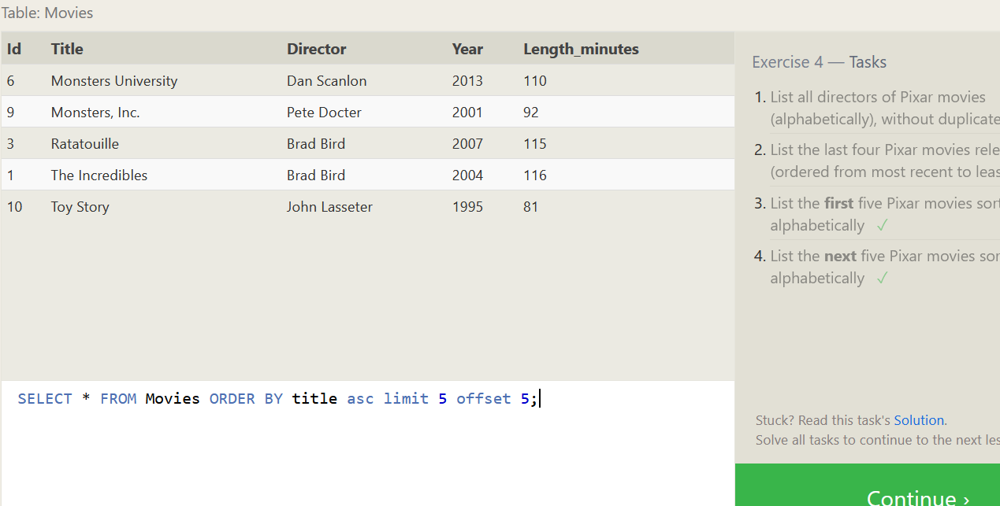 Table: Movies
Id Title Director Year Length_minutes
6 Monsters University Dan Scanlon 2013 110
9 Monsters, Inc. Pete Docter 2001 92
3 Ratatouille Brad Bird 2007 115
1 The Incredibles Brad Bird 2004 116
10 Toy Story John Lasseter 1995 81
SELECT * FROM Movies ORDER BY title asc limit 5 offset 5;
Exercise 4 — Tasks
1. List all directors of Pixar movies
(alphabetically), without duplicate
2. List the last four Pixar movies rele
(ordered from most recent to leas
3. List the first five Pixar movies sort
alphabetically ✓
4. List the next five Pixar movies sor
alphabetically ✓
Stuck? Read this task's Solution.
Solve all tasks to continue to the next les
Continue ›